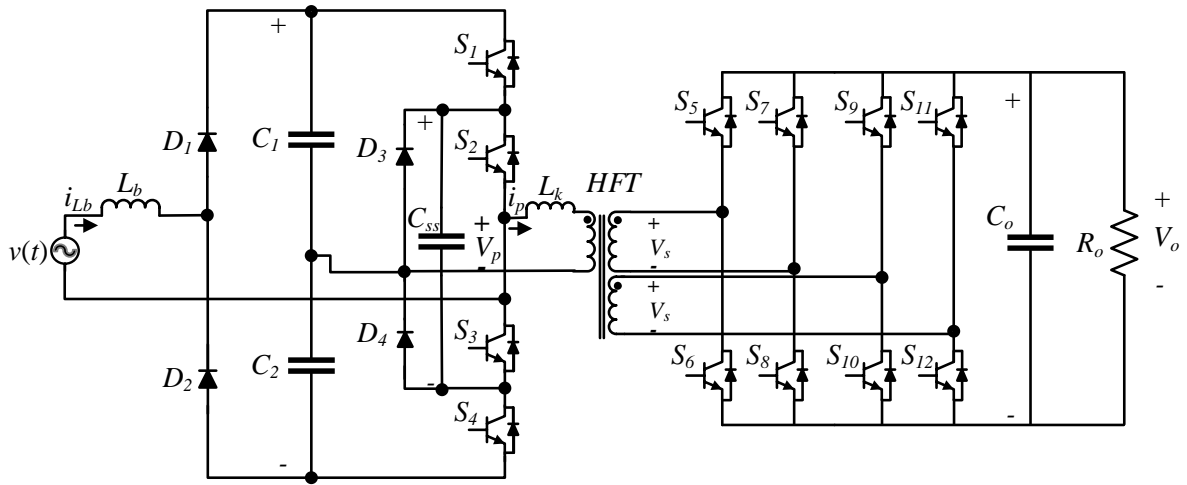 +
S1
S5
S7
S9
S11
+
D1
C1
D3
+
S2
iLb
Lb
ip
Lk
HFT
v(t)
Css
+
Vp
-
+
Vs
-
+
Vs
-
Co
Ro
+
Vo
-
D4
S3
D2
C2
-
S4
S6
S8
S10
S12
-
-